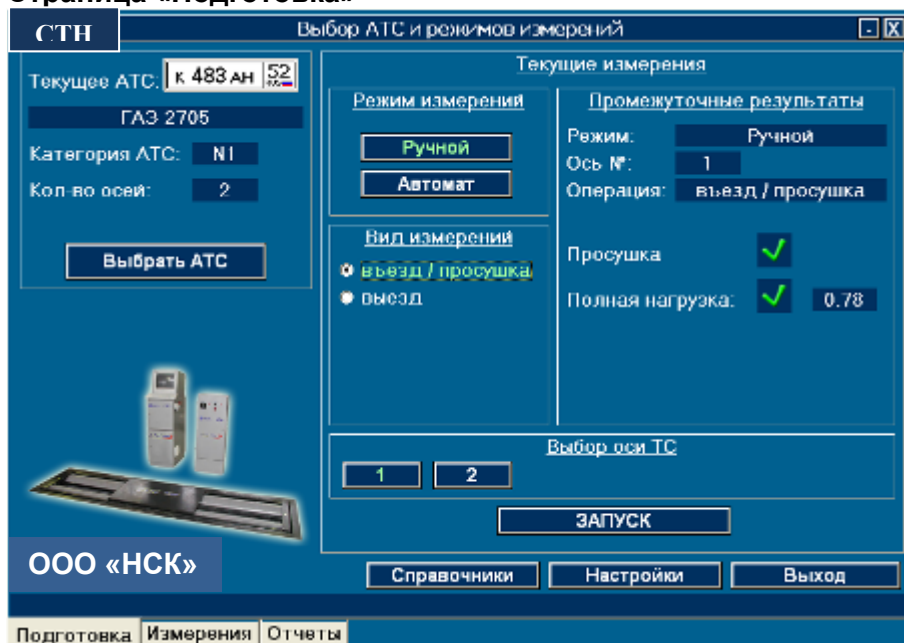 Страница «Подготовка»
СТН
Выбор АТС и режимов измерений
Текущее АТС: к 483 ан 52
ГАЗ 2705
Категория АТС: N1
Кол-во осей: 2
Выбрать АТС
Текущие измерения
Режим измерений
Ручной
Автомат
Вид измерений
въезд / просушка
выезд
Промежуточные результаты
Режим: Ручной
Ось №: 1
Операция: въезд / просушка
Просушка
Полная нагрузка: 0.78
Выбор оси ТС
1 2
ЗАПУСК
ООО «НСК»
Справочники Настройки Выход
Подготовка Измерения Отчеты